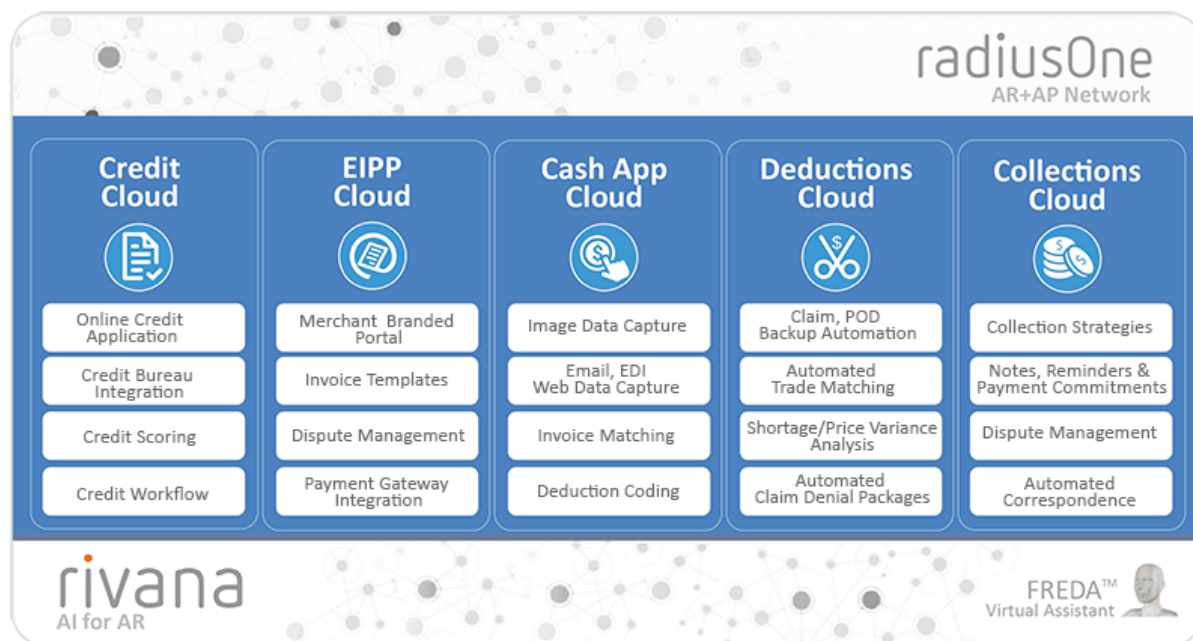 radiusOne
AR+AP Network
Credit
Cloud
Online Credit
Application
Credit Bureau
Integration
Credit Scoring
Credit Workflow
EIPP
Cloud
Merchant Branded
Portal
Invoice Templates
Dispute Management
Payment Gateway
Integration
Cash App
Cloud
$
Image Data Capture
Email, EDI
Web Data Capture
Invoice Matching
Deduction Coding
Deductions
Cloud
$
Claim, POD
Backup Automation
Automated
Trade Matching
Shortage/Price Variance
Analysis
Automated
Claim Denial Packages
Collections
Cloud
$
$
Collection Strategies
Notes, Reminders &
Payment Commitments
Dispute Management
Automated
Correspondence
rivana
AI for AR
FREDA™
Virtual Assistant